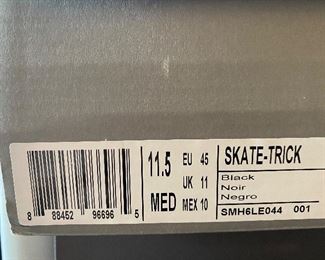 11.5 EU 45 SKATE-TRICK
UK 11 Black
MED MEX 10 Noir
Negro
8 88452 96696 5 SMH6LE044 001